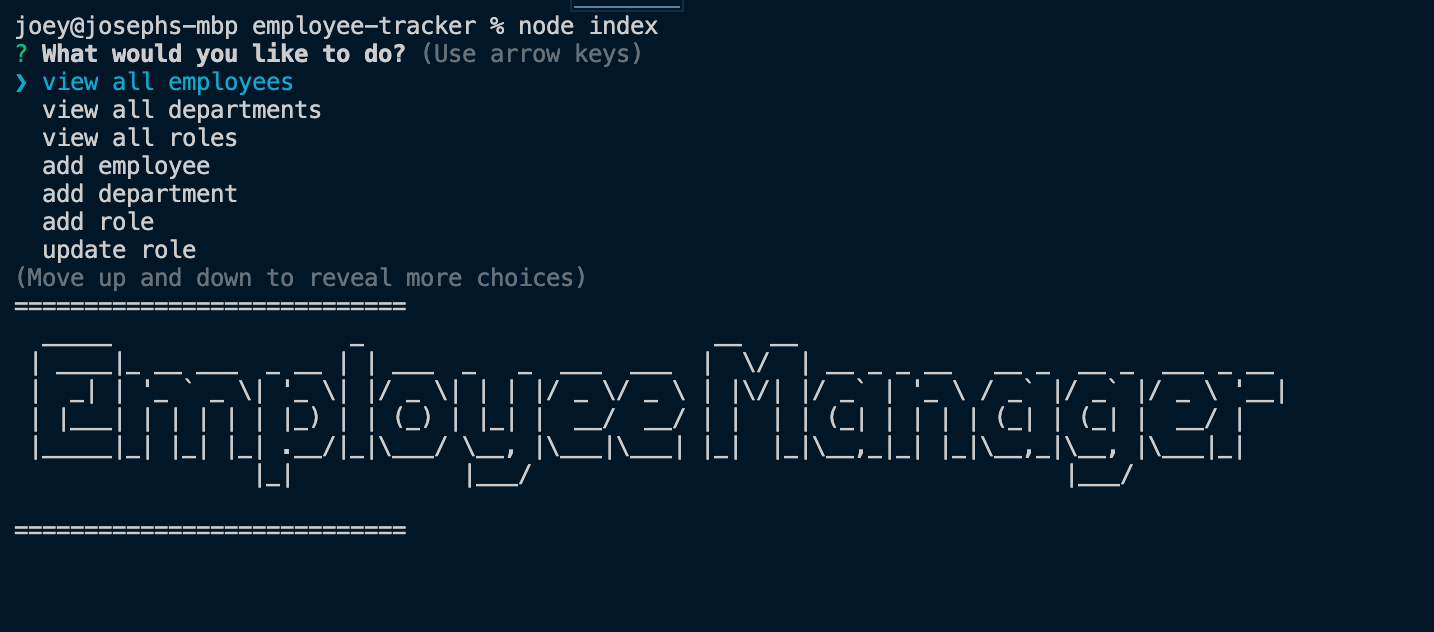 joey@josephs-mbp employee-tracker % node index
? What would you like to do? (Use arrow keys)
❯ view all employees
view all departments
view all roles
add employee
add department
add role
update role
(Move up and down to reveal more choices)
============================
Employee Manager
============================